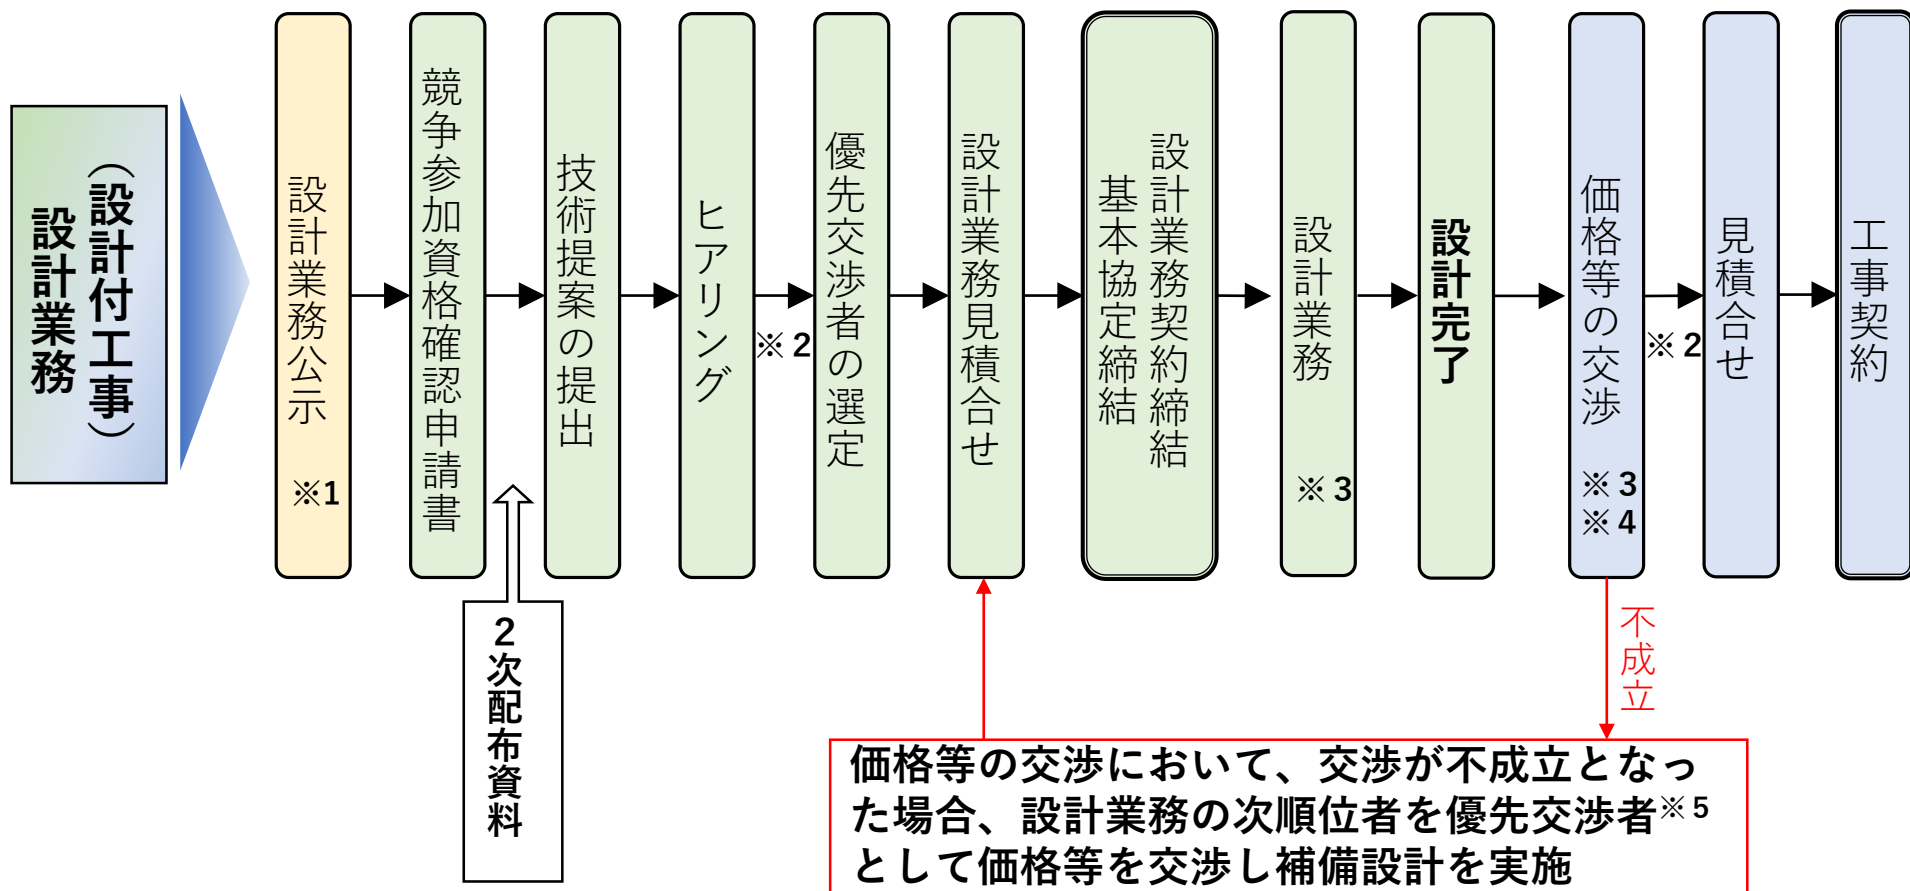 （設計付工事）
設計業務
設計業務公示
※1
競争参加資格確認申請書
2次配布資料
技術提案の提出
ヒアリング
※2
優先交渉者の選定
設計業務見積合せ
設計業務契約締結
基本協定締結
設計業務
※3
設計完了
価格等の交渉
※3
※4
※2
見積合せ
工事契約
不成立
価格等の交渉において、交渉が不成立となっ
た場合、設計業務の次順位者を優先交渉者※5
として価格等を交渉し補備設計を実施